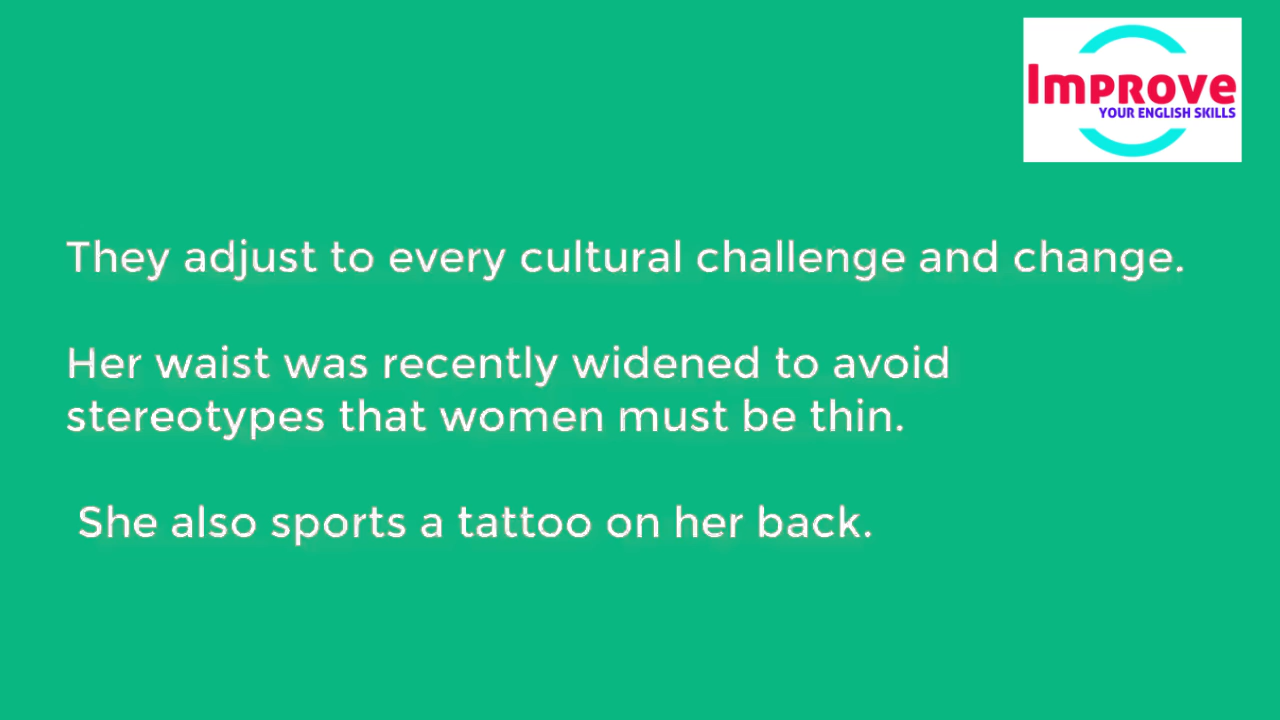 Improve
YOUR ENGLISH SKILLS
They adjust to every cultural challenge and change.
Her waist was recently widened to avoid
stereotypes that women must be thin.
She also sports a tattoo on her back.